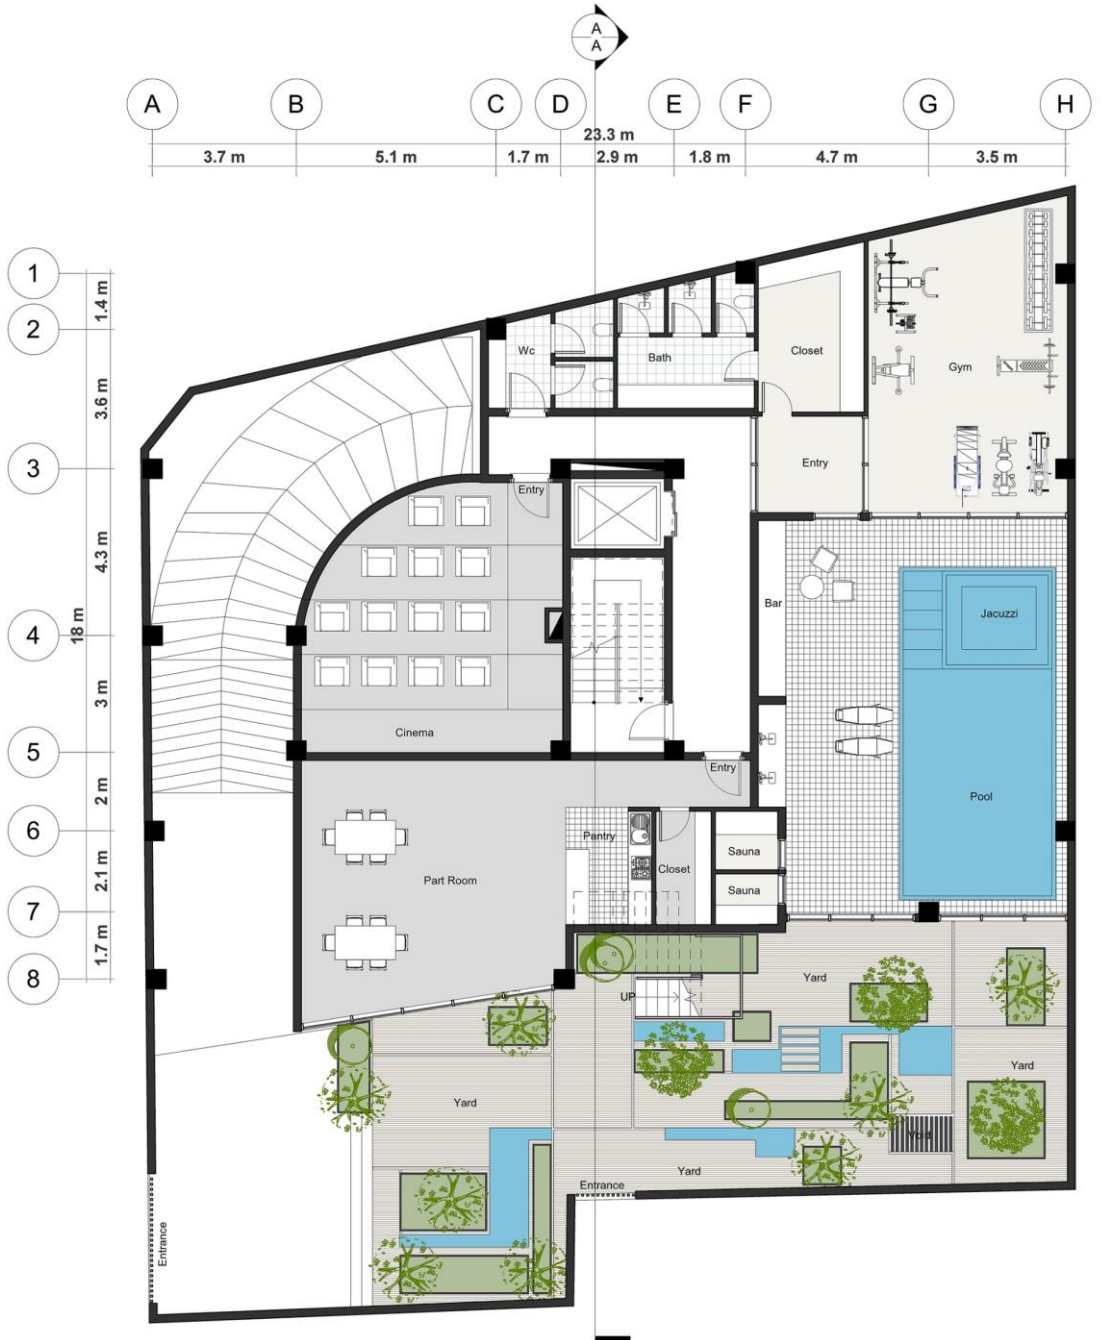 A
A
A
B
C
D
E
F
G
H
23.3 m
3.7 m
5.1 m
1.7 m
2.9 m
1.8 m
4.7 m
3.5 m
1
1.4 m
2
3.6 m
3
4.3 m
18 m
4
3 m
5
2 m
6
2.1 m
7
1.7 m
8
Wc
Bath
Closet
Gym
Entry
Entry
Bar
Jacuzzi
Cinema
Entry
Pool
Pantry
Sauna
Closet
Part Room
Sauna
Yard
UP
Yard
Yard
Void
Yard
Entrance
Entrance